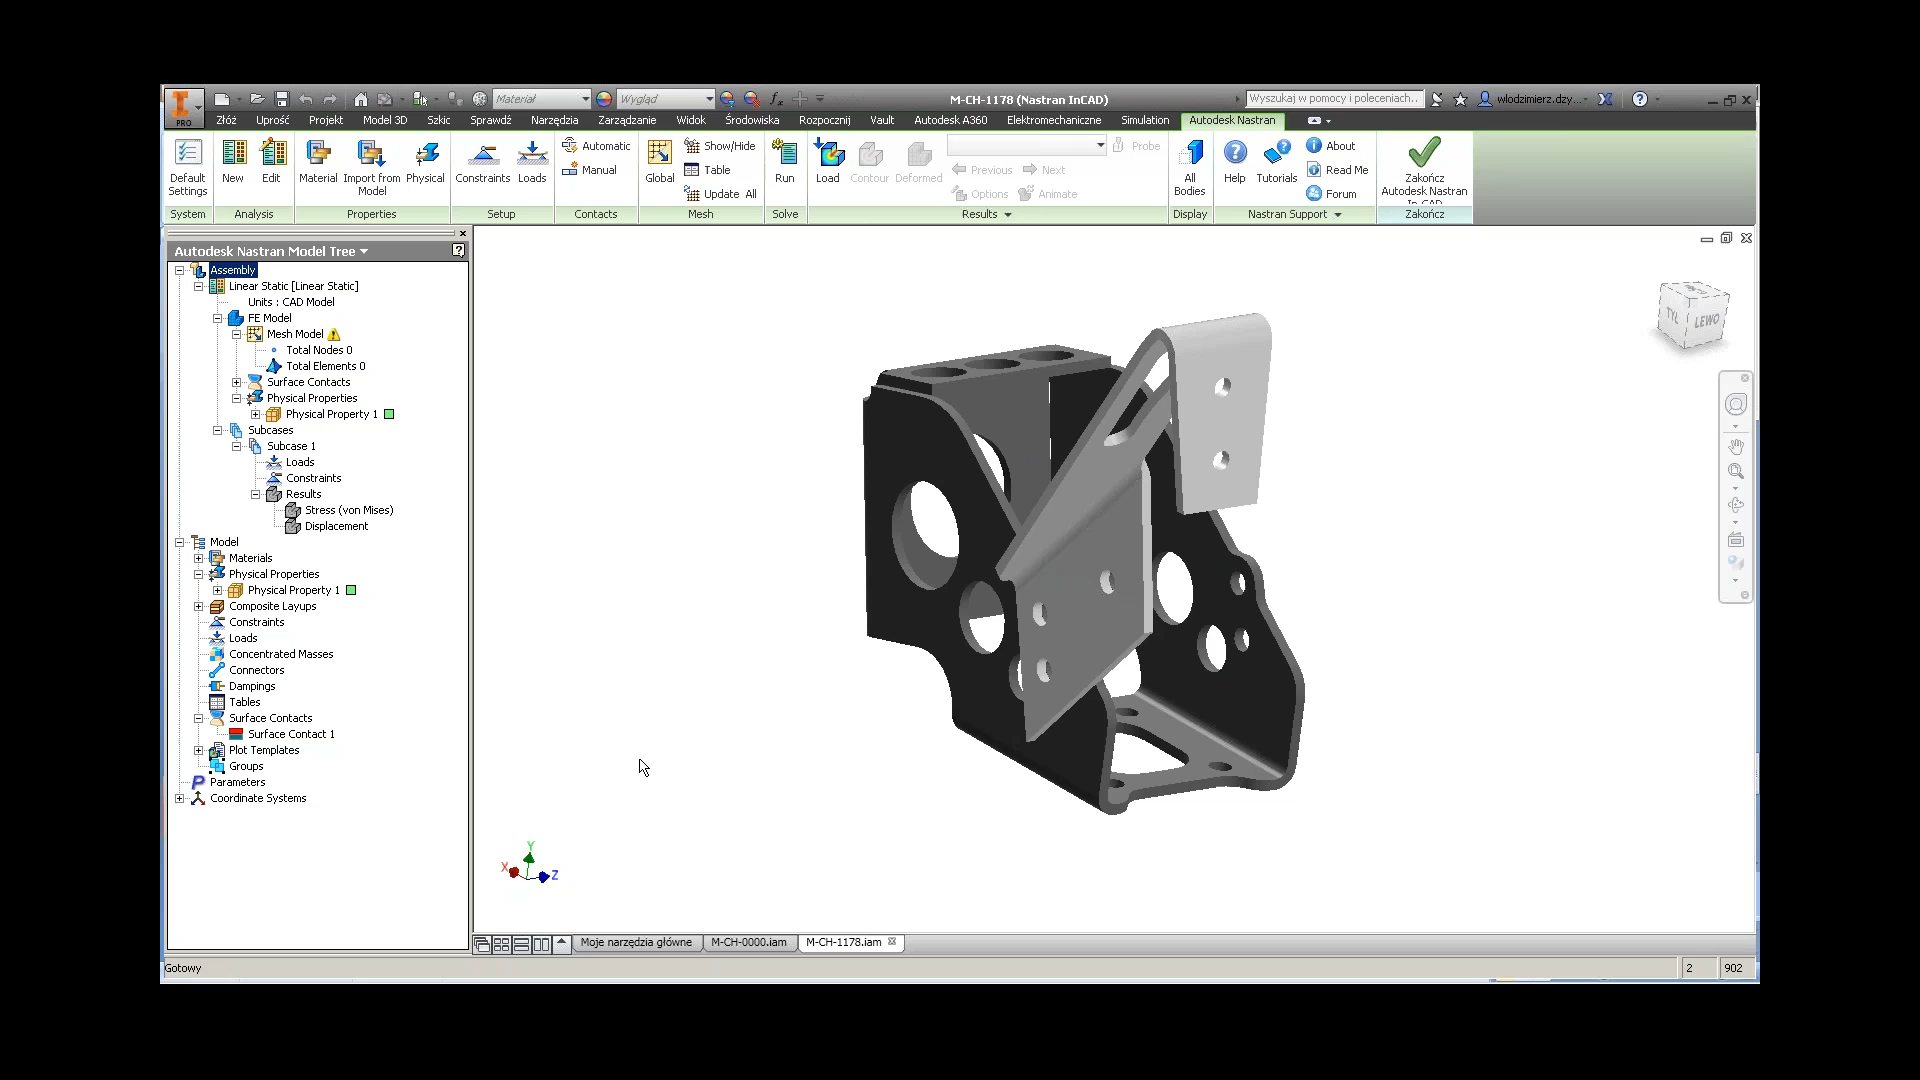 PRO
Materiał
Wygląd
fx
M-CH-1178 (Nastran InCAD)
Wyszukaj w pomocy i poleceniach...
wlodzimierz.dzy...
Złóż Uprość Projekt Model 3D Szkic Sprawdź Narzędzia Zarządzanie Widok Środowiska Rozpocznij Vault Autodesk A360 Elektromechaniczne Simulation Autodesk Nastran
Default Settings
New
Edit
Material
Import from Model
Physical
Constraints
Loads
Automatic
Manual
Global
Show/Hide
Table
Update All
Run
Load
Contour
Deformed
Probe
Previous
Next
Options
Animate
All Bodies
Help
Tutorials
About
Read Me
Forum
Zakończ Autodesk Nastran In-CAD
System Analysis Properties Setup Contacts Mesh Solve Results Display Nastran Support Zakończ
Autodesk Nastran Model Tree
Assembly
Linear Static [Linear Static]
Units : CAD Model
FE Model
Mesh Model
Total Nodes 0
Total Elements 0
Surface Contacts
Physical Properties
Physical Property 1
Subcases
Subcase 1
Loads
Constraints
Results
Stress (von Mises)
Displacement
Model
Materials
Physical Properties
Physical Property 1
Composite Layups
Constraints
Loads
Concentrated Masses
Connectors
Dampings
Tables
Surface Contacts
Surface Contact 1
Plot Templates
Groups
Parameters
Coordinate Systems
TYL
LEWO
Y
X
Z
Moje narzędzia główne
M-CH-0000.iam
M-CH-1178.iam
Gotowy
2
902